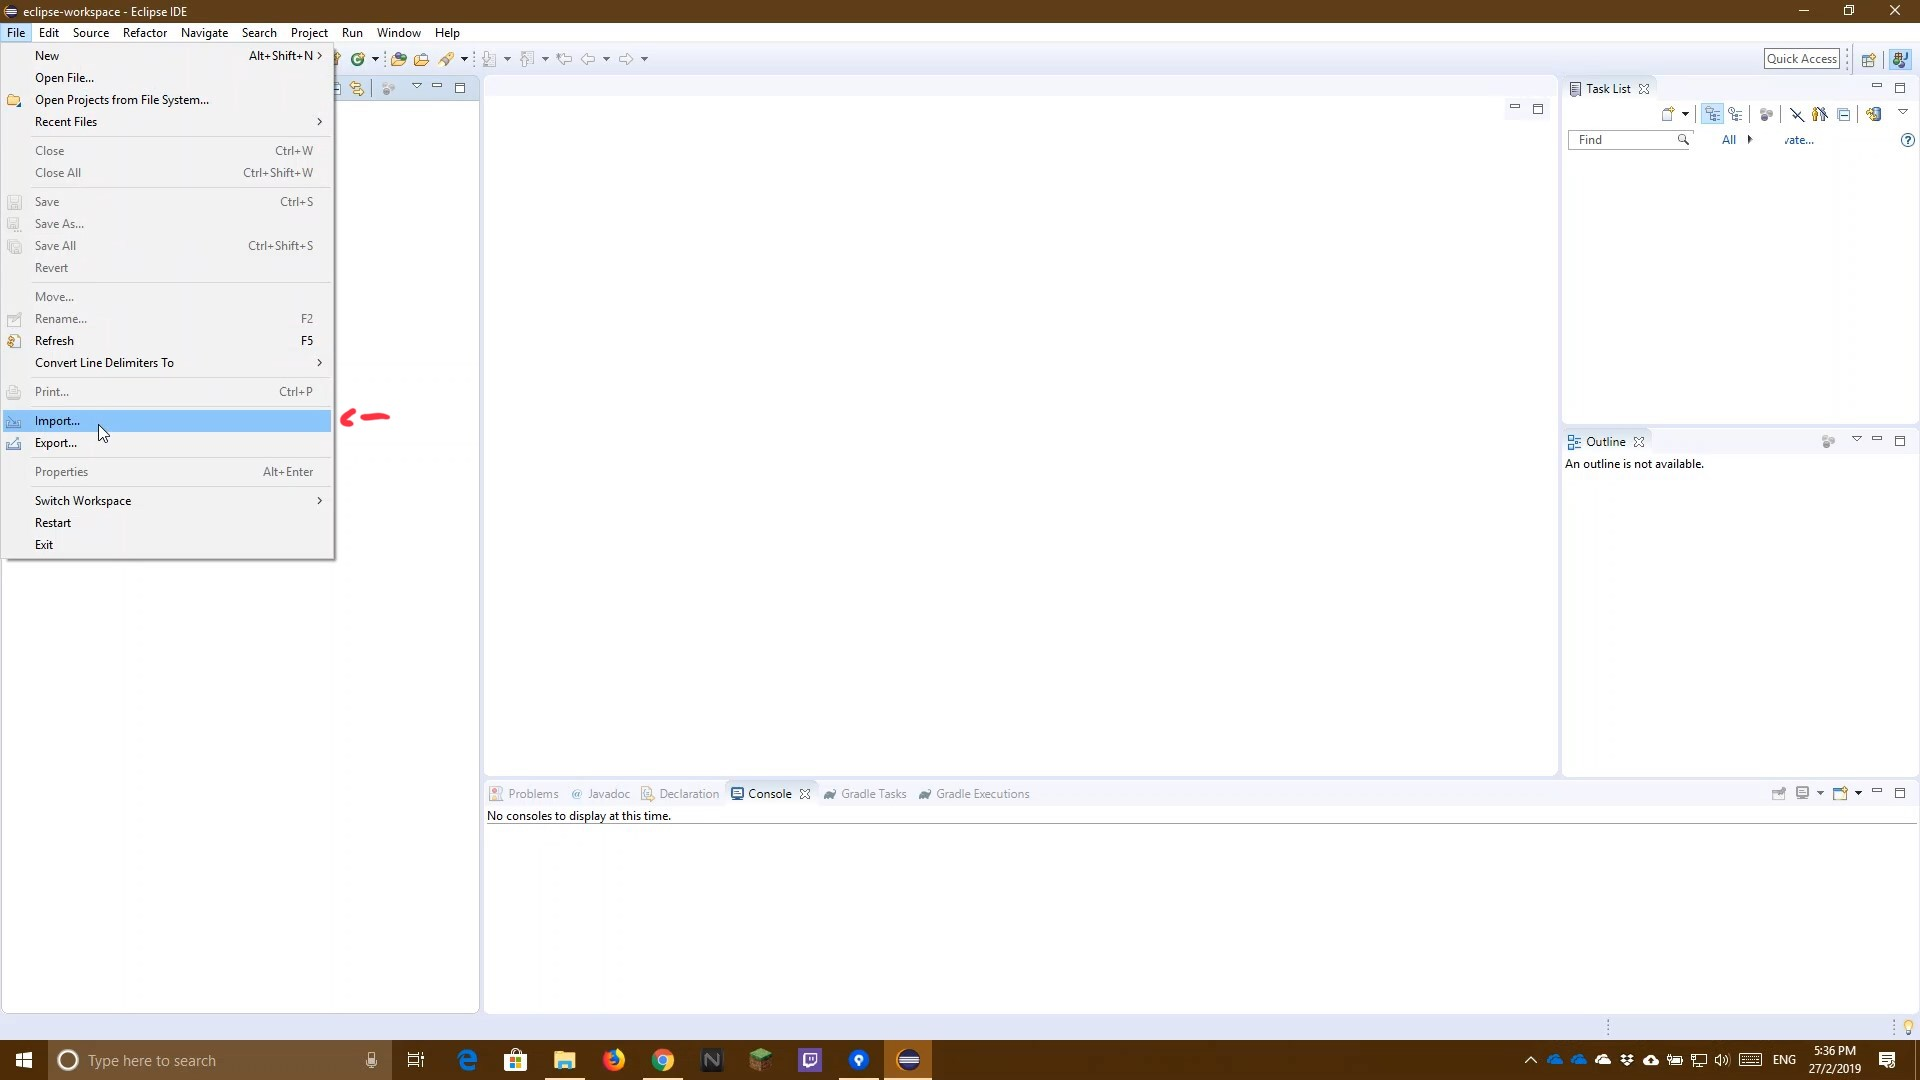 eclipse-workspace - Eclipse IDE
File Edit Source Refactor Navigate Search Project Run Window Help
New Alt+Shift+N
Open File...
Open Projects from File System...
Recent Files
Close Ctrl+W
Close All Ctrl+Shift+W
Save Ctrl+S
Save As...
Save All Ctrl+Shift+S
Revert
Move...
Rename... F2
Refresh F5
Convert Line Delimiters To
Print... Ctrl+P
Import...
Export...
Properties Alt+Enter
Switch Workspace
Restart
Exit
Quick Access
Task List
Find All vate...
Outline
An outline is not available.
Problems @ Javadoc Declaration Console Gradle Tasks Gradle Executions
No consoles to display at this time.
Type here to search
ENG
5:36 PM
27/2/2019